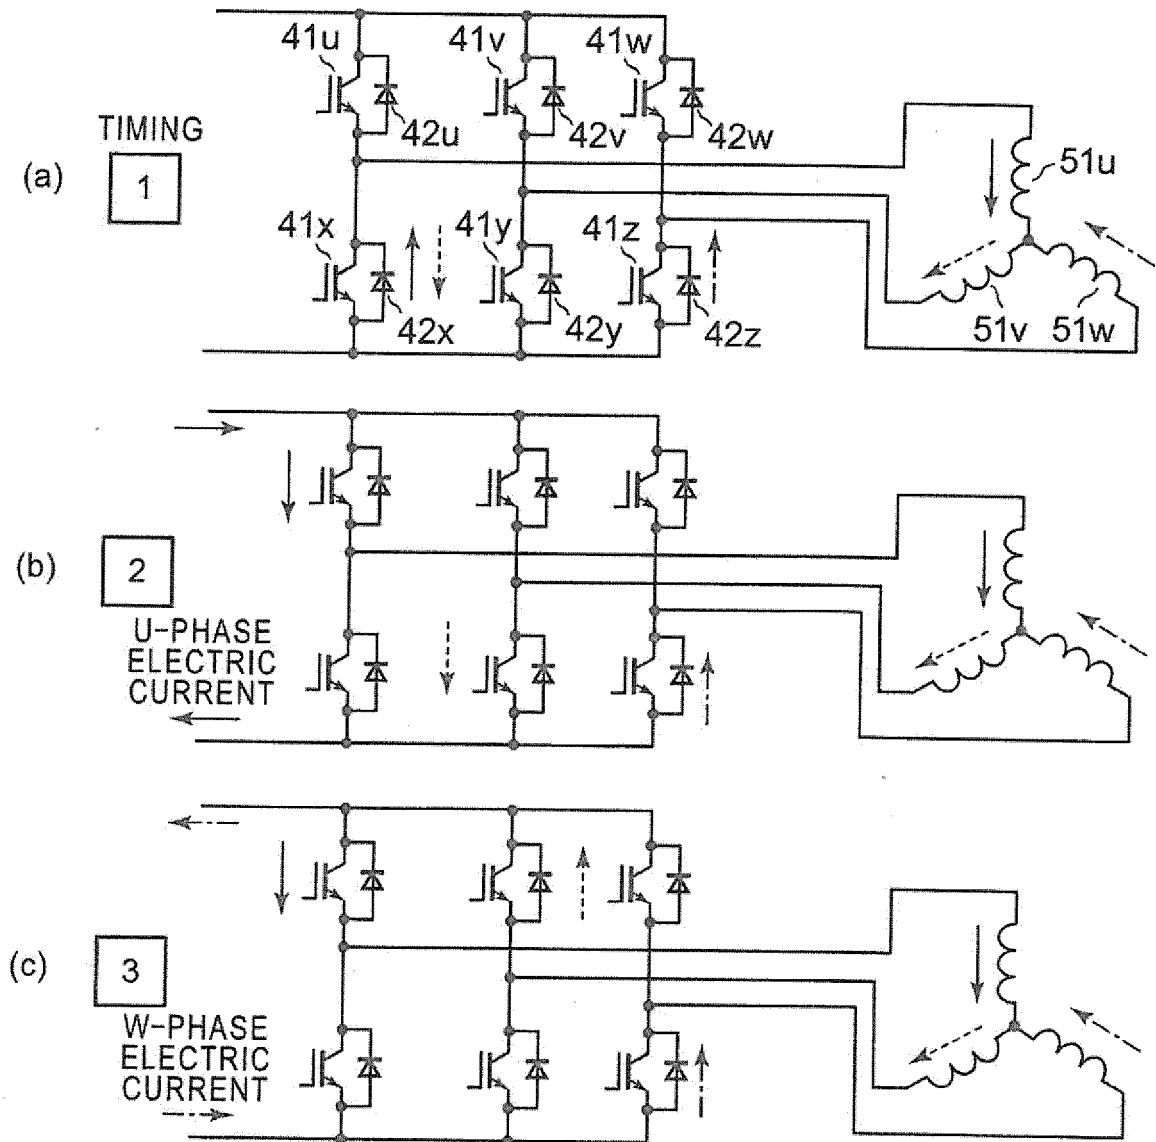 41u 41v 41w
TIMING 42u 42v 42w
(a) 1 51u
41x 41y 41z
42x 42y 42z 51v 51w
(b) 2
U-PHASE
ELECTRIC
CURRENT
(c) 3
W-PHASE
ELECTRIC
CURRENT